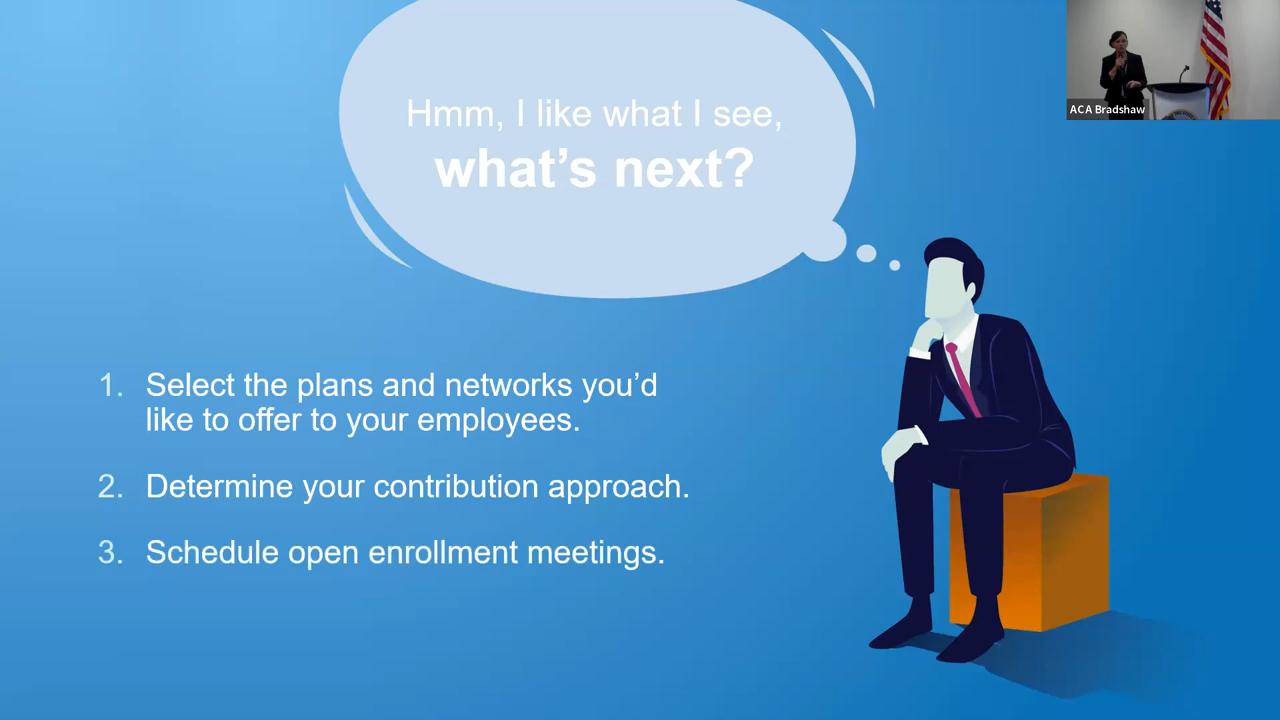 Hmm, I like what I see,
what's next?
ACA Bradshaw
1. Select the plans and networks you'd
like to offer to your employees.
2. Determine your contribution approach.
3. Schedule open enrollment meetings.